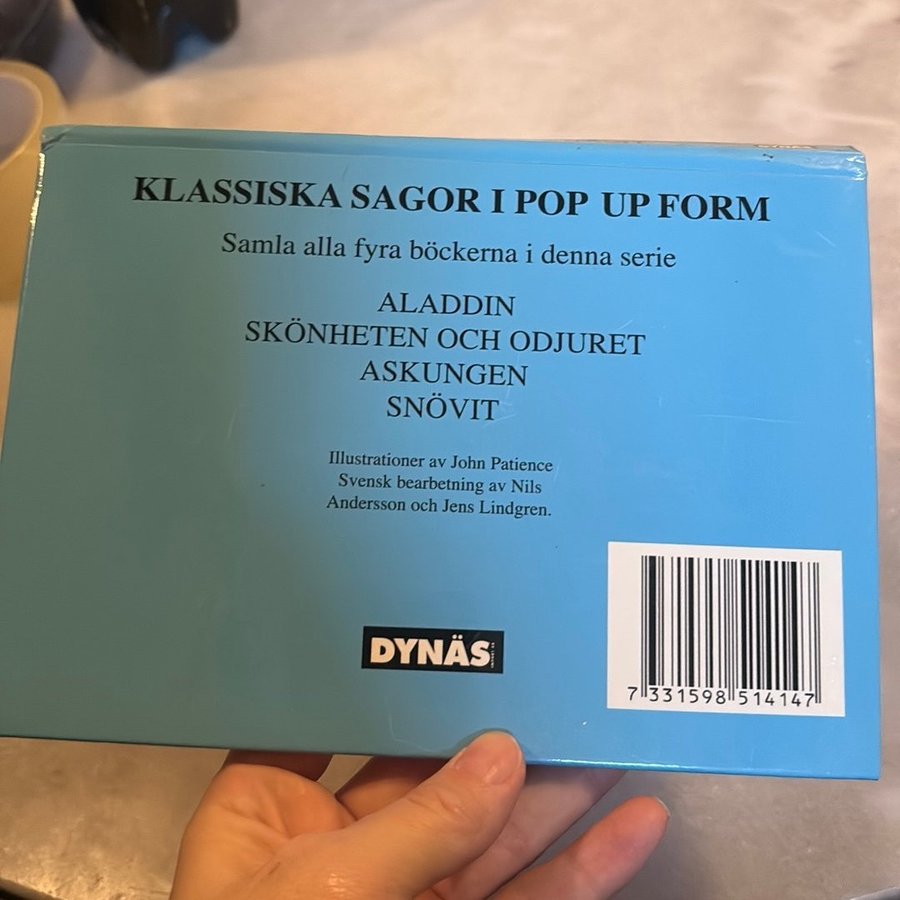 KLASSISKA SAGOR I POP UP FORM
Samla alla fyra böckerna i denna serie
ALADDIN
SKÖNHETEN OCH ODJURET
ASKUNGEN
SNÖVIT
Illustrationer av John Patience
Svensk bearbetning av Nils
Andersson och Jens Lindgren.
DYNÄS
7 331598 514147